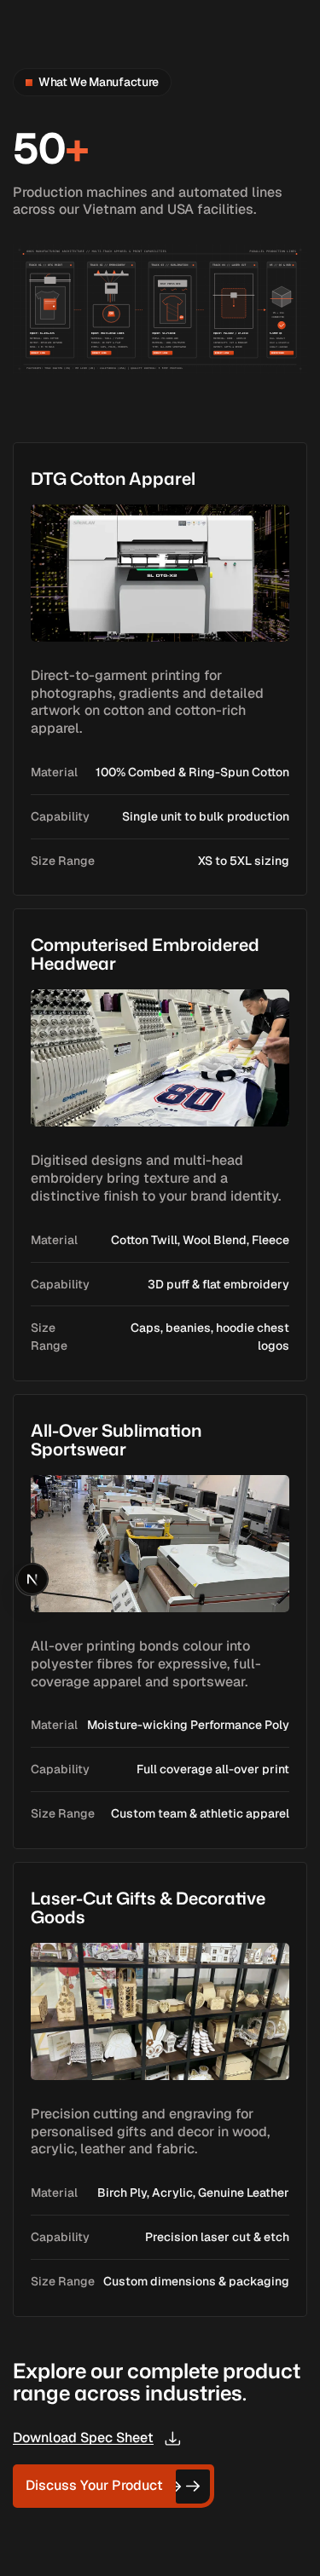 What We Manufacture
50+
Production machines and automated lines
across our Vietnam and USA facilities.
DTG Cotton Apparel
Direct-to-garment printing for
photographs, gradients and detailed
artwork on cotton and cotton-rich
apparel.
Material 100% Combed & Ring-Spun Cotton
Capability Single unit to bulk production
Size Range XS to 5XL sizing
Computerised Embroidered
Headwear
80
Digitised designs and multi-head
embroidery bring texture and a
distinctive finish to your brand identity.
Material Cotton Twill, Wool Blend, Fleece
Capability 3D puff & flat embroidery
Size Range Caps, beanies, hoodie chest
logos
All-Over Sublimation
Sportswear
N
All-over printing bonds colour into
polyester fibres for expressive, full-
coverage apparel and sportswear.
Material Moisture-wicking Performance Poly
Capability Full coverage all-over print
Size Range Custom team & athletic apparel
Laser-Cut Gifts & Decorative
Goods
Precision cutting and engraving for
personalised gifts and decor in wood,
acrylic, leather and fabric.
Material Birch Ply, Acrylic, Genuine Leather
Capability Precision laser cut & etch
Size Range Custom dimensions & packaging
Explore our complete product
range across industries.
Download Spec Sheet
Discuss Your Product